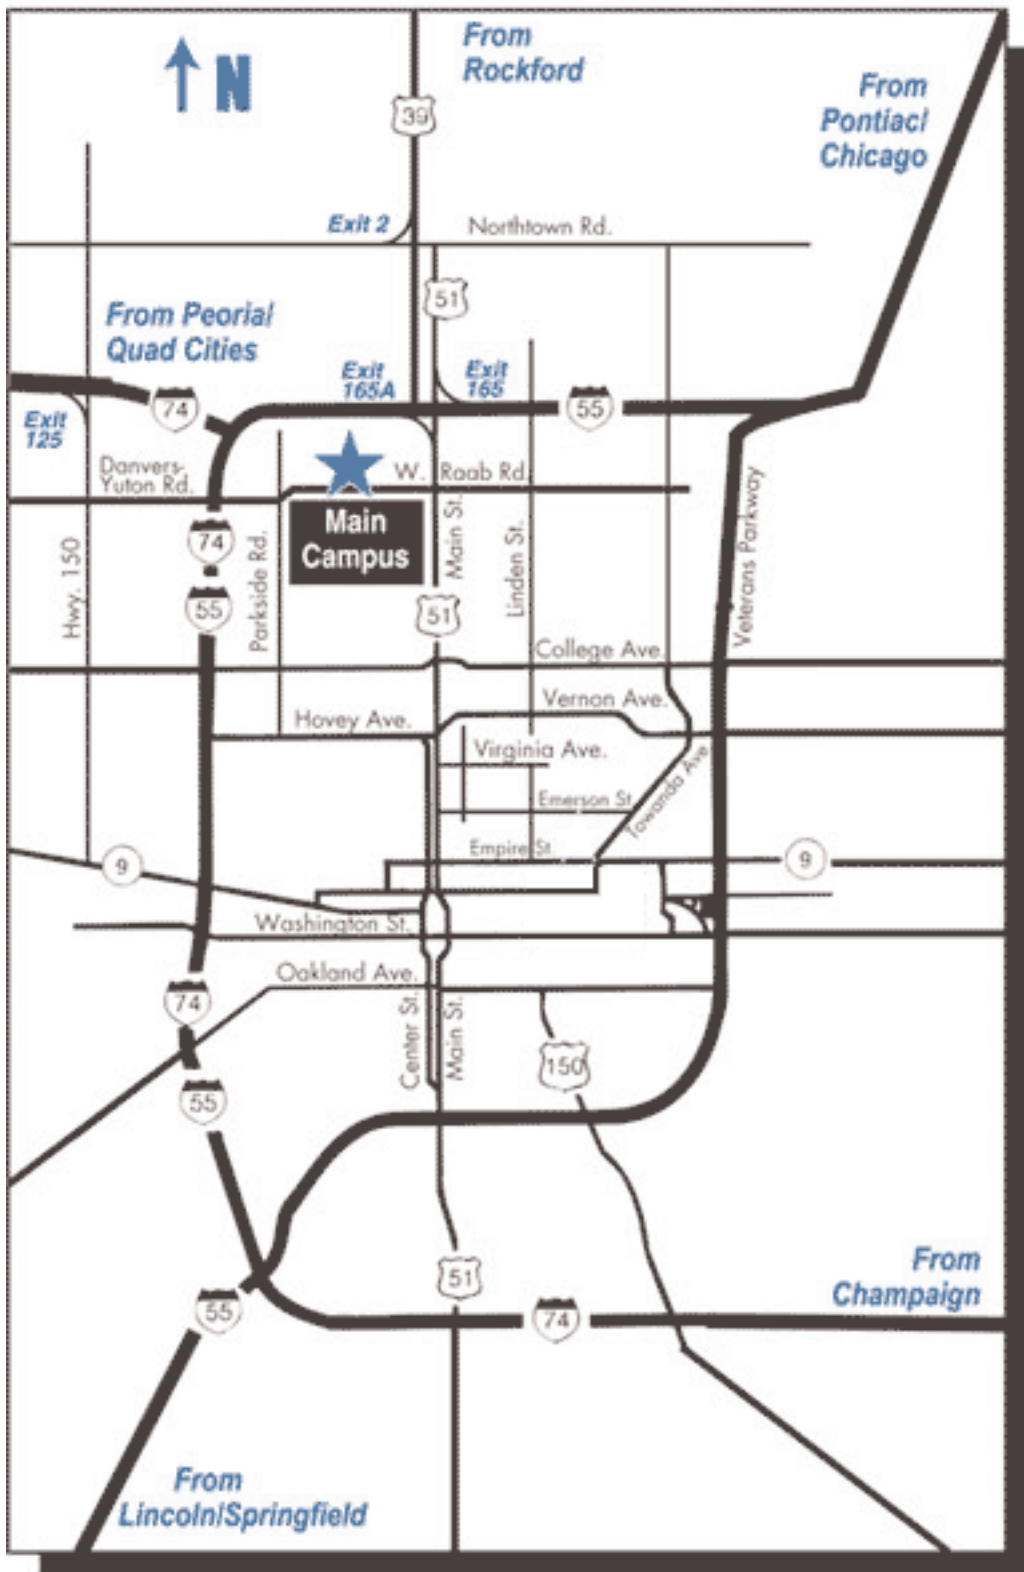 N
From
Rockford
From
Pontiac/
Chicago
39
Exit 2
Northtown Rd.
51
From Peoria/
Quad Cities
Exit
165A
Exit
165
74
55
Exit
125
Danvers-
Yuton Rd.
W. Raab Rd.
Main
Campus
74
55
Hwy. 150
Parkside Rd.
Main St.
51
Linden St.
Veterans Parkway
College Ave.
Vernon Ave.
Hovey Ave.
Virginia Ave.
Towanda Ave
Emerson St
Empire St.
9
9
Washington St.
Oakland Ave.
74
Center St.
Main St.
150
55
51
From
Champaign
55
74
From
Lincoln/Springfield